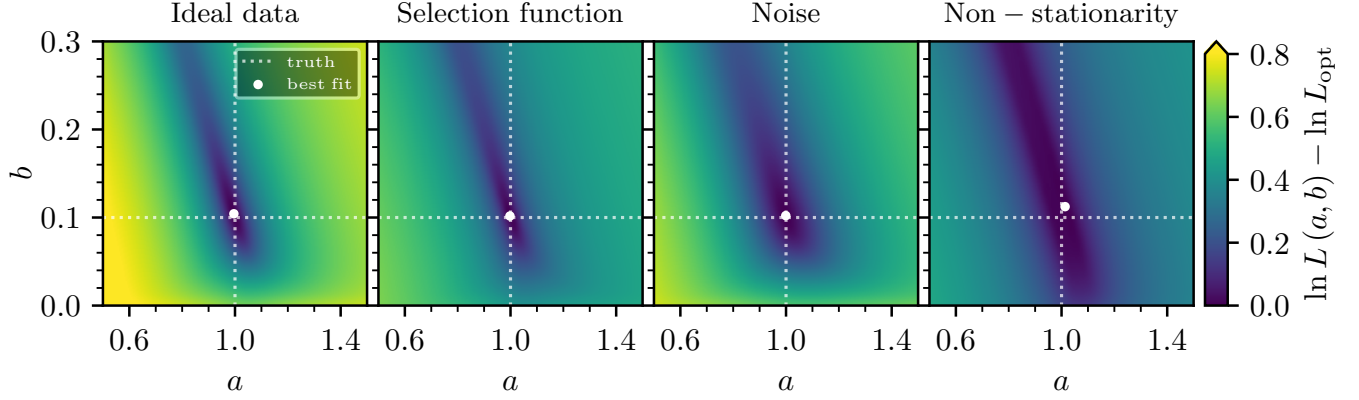 Ideal data
Selection function
Noise
Non − stationarity
truth
best fit
0.3
0.2
0.1
0.0
b
0.6 1.0 1.4
0.6 1.0 1.4
0.6 1.0 1.4
0.6 1.0 1.4
a
a
a
a
0.8
0.6
0.4
0.2
0.0
ln L (a, b) − ln Lopt